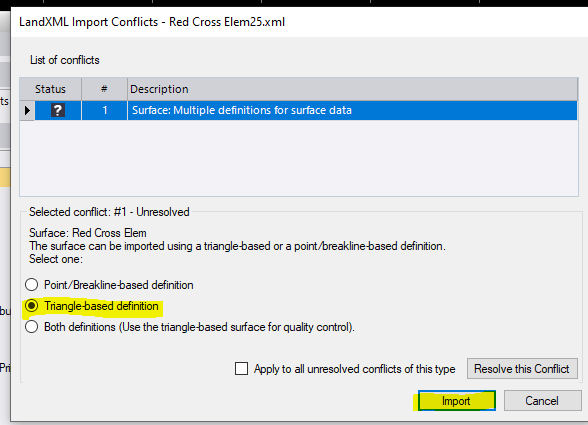 LandXML Import Conflicts - Red Cross Elem25.xml
List of conflicts
Status # Description
? 1 Surface: Multiple definitions for surface data
ts
Selected conflict: #1 - Unresolved
Surface: Red Cross Elem
The surface can be imported using a triangle-based or a point/breakline-based definition.
Select one:
Point/Breakline-based definition
Triangle-based definition
bu
Both definitions (Use the triangle-based surface for quality control).
Pri
Apply to all unresolved conflicts of this type Resolve this Conflict
Import Cancel